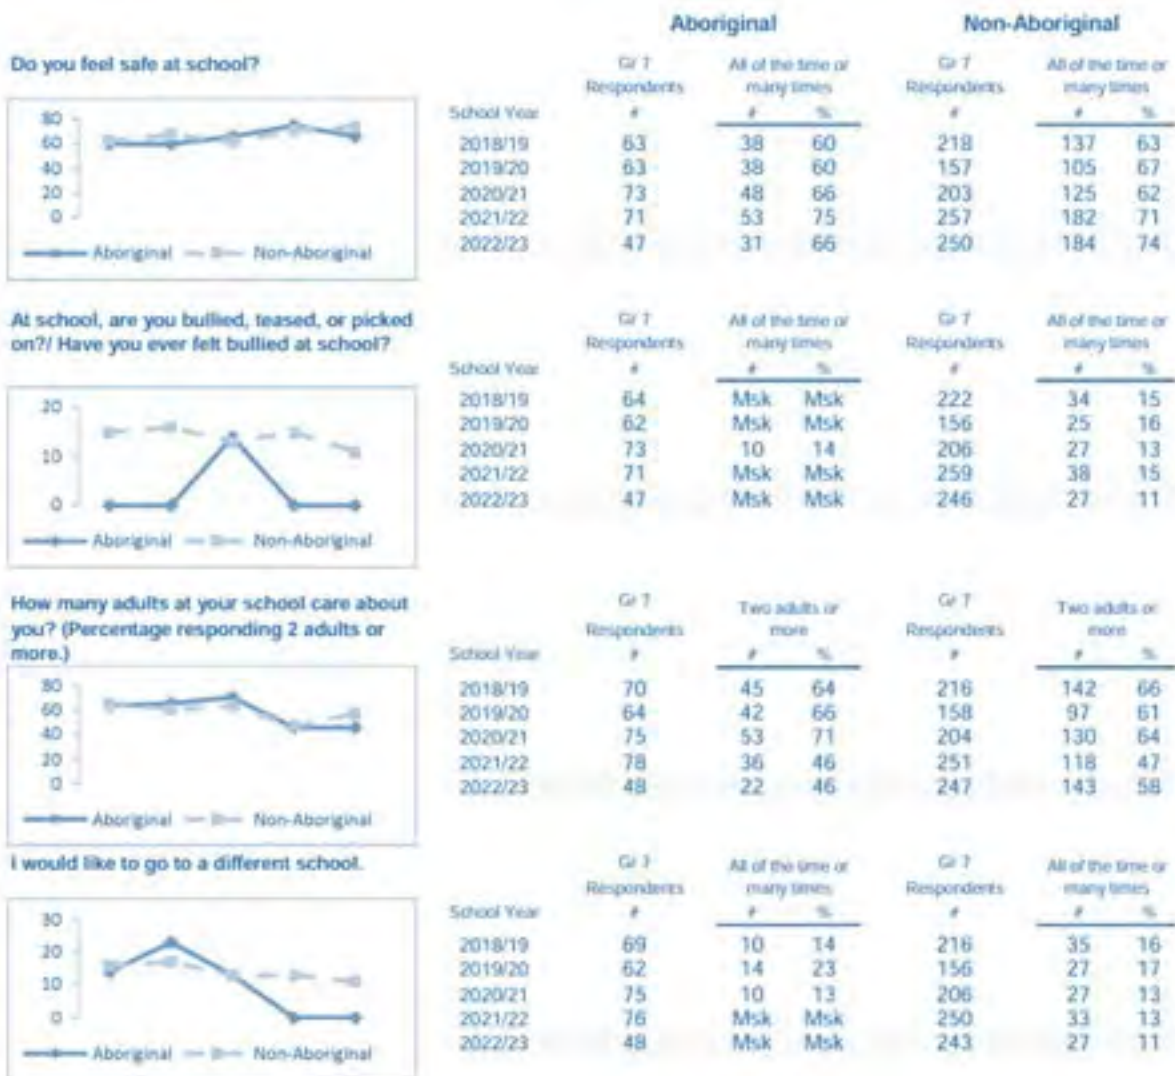 Aboriginal Non-Aboriginal
Do you feel safe at school?
Gr 7 All of the time or Gr 7 All of the time or
Respondents many times Respondents many times
School Year # # % # # %
2018/19 63 38 60 218 137 63
2019/20 63 38 60 157 105 67
2020/21 73 48 66 203 125 62
2021/22 71 53 75 257 182 71
2022/23 47 31 66 250 184 74
80
60
40
20
0
Aboriginal Non-Aboriginal
At school, are you bullied, teased, or picked
on?/ Have you ever felt bullied at school?
Gr 7 All of the time or Gr 7 All of the time or
Respondents many times Respondents many times
School Year # # % # # %
2018/19 64 Msk Msk 222 34 15
2019/20 62 Msk Msk 156 25 16
2020/21 73 10 14 206 27 13
2021/22 71 Msk Msk 259 38 15
2022/23 47 Msk Msk 246 27 11
20
10
0
Aboriginal Non-Aboriginal
How many adults at your school care about
you? (Percentage responding 2 adults or
more.)
Gr 7 Two adults or Gr 7 Two adults or
Respondents more Respondents more
School Year # # % # # %
2018/19 70 45 64 216 142 66
2019/20 64 42 66 158 97 61
2020/21 75 53 71 204 130 64
2021/22 78 36 46 251 118 47
2022/23 48 22 46 247 143 58
80
60
40
20
0
Aboriginal Non-Aboriginal
I would like to go to a different school.
Gr 7 All of the time or Gr 7 All of the time or
Respondents many times Respondents many times
School Year # # % # # %
2018/19 69 10 14 216 35 16
2019/20 62 14 23 156 27 17
2020/21 75 10 13 206 27 13
2021/22 76 Msk Msk 250 33 13
2022/23 48 Msk Msk 243 27 11
30
20
10
0
Aboriginal Non-Aboriginal